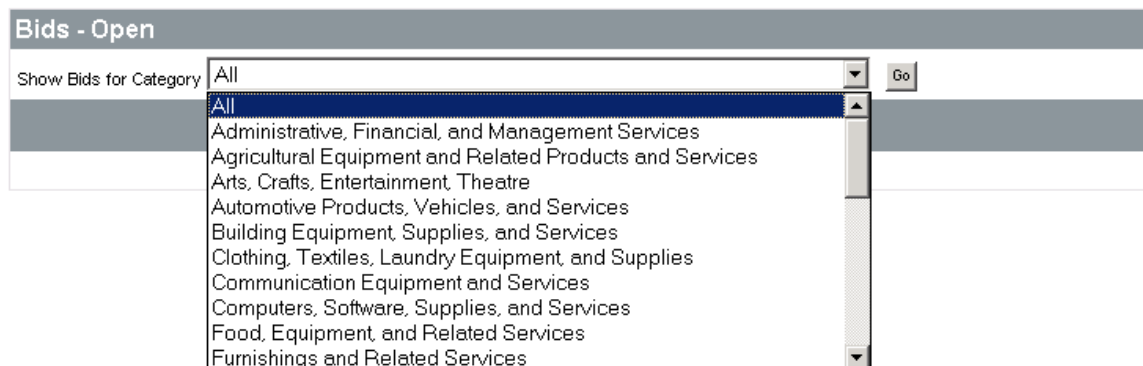 Bids - Open
Show Bids for Category All Go
All
Administrative, Financial, and Management Services
Agricultural Equipment and Related Products and Services
Arts, Crafts, Entertainment, Theatre
Automotive Products, Vehicles, and Services
Building Equipment, Supplies, and Services
Clothing, Textiles, Laundry Equipment, and Supplies
Communication Equipment and Services
Computers, Software, Supplies, and Services
Food, Equipment, and Related Services
Furnishings and Related Services